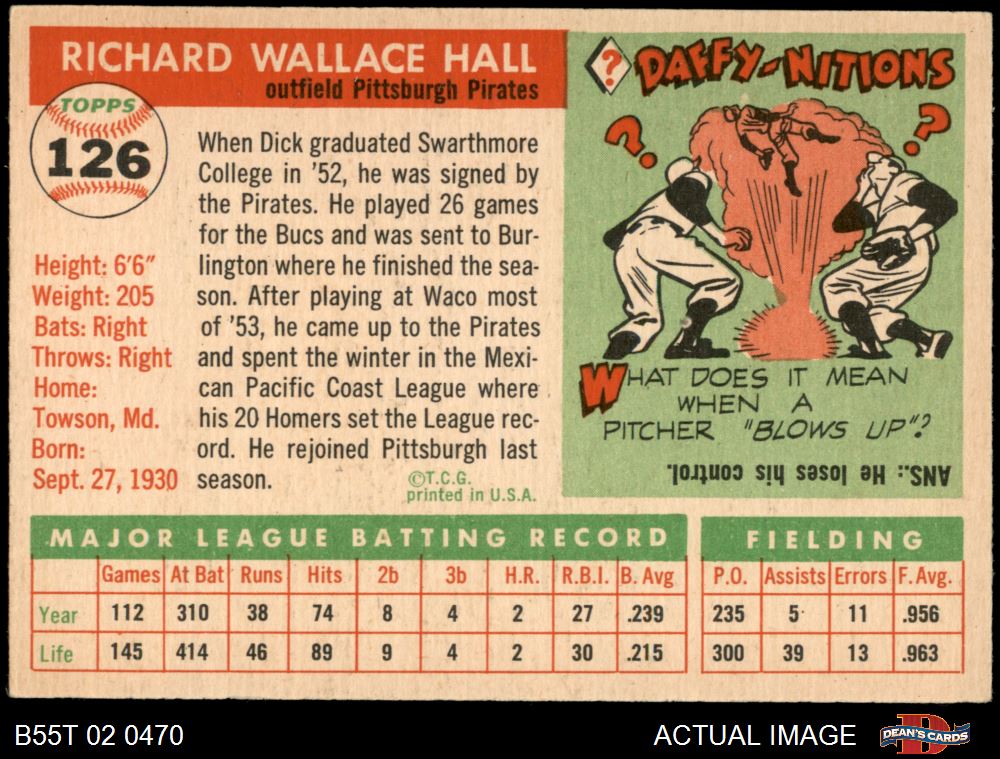 RICHARD WALLACE HALL
outfield Pittsburgh Pirates
TOPPS
126
Height: 6'6"
Weight: 205
Bats: Right
Throws: Right
Home:
Towson, Md.
Born:
Sept. 27, 1930
When Dick graduated Swarthmore
College in '52, he was signed by
the Pirates. He played 26 games
for the Bucs and was sent to Bur-
lington where he finished the sea-
son. After playing at Waco most
of '53, he came up to the Pirates
and spent the winter in the Mexi-
can Pacific Coast League where
his 20 Homers set the League rec-
ord. He rejoined Pittsburgh last
season.
©T.C.G.
printed in U.S.A.
? DAFFY-NITIONS
? ?
WHAT DOES IT MEAN
WHEN A
PITCHER "BLOWS UP"?
ANS.: He loses his control.
MAJOR LEAGUE BATTING RECORD
Games At Bat Runs Hits 2b 3b H.R. R.B.I. B. Avg
Year 112 310 38 74 8 4 2 27 .239
Life 145 414 46 89 9 4 2 30 .215
FIELDING
P.O. Assists Errors F. Avg.
235 5 11 .956
300 39 13 .963
B55T 02 0470
ACTUAL IMAGE
D
DEAN'S CARDS